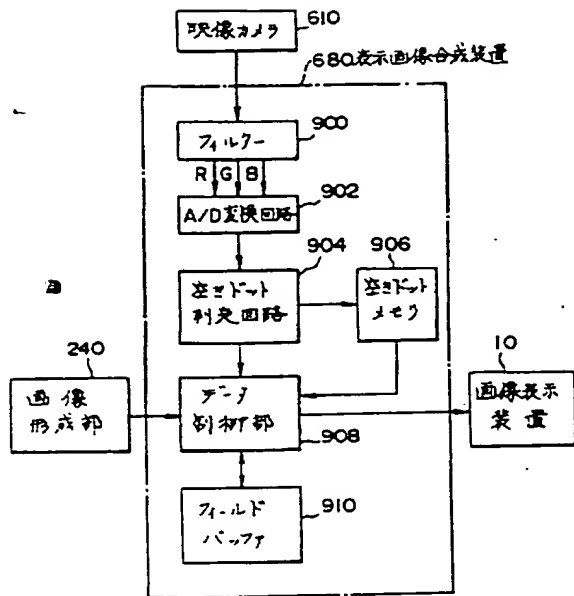 映像カメラ
610
680表示画像合成装置
フィルター
900
R G B
A/D変換回路
902
空きドット
判定回路
904
空きドット
メモリ
906
画像
形成部
240
データ
制御部
908
画像表示
装置
10
フィールド
バッファ
910